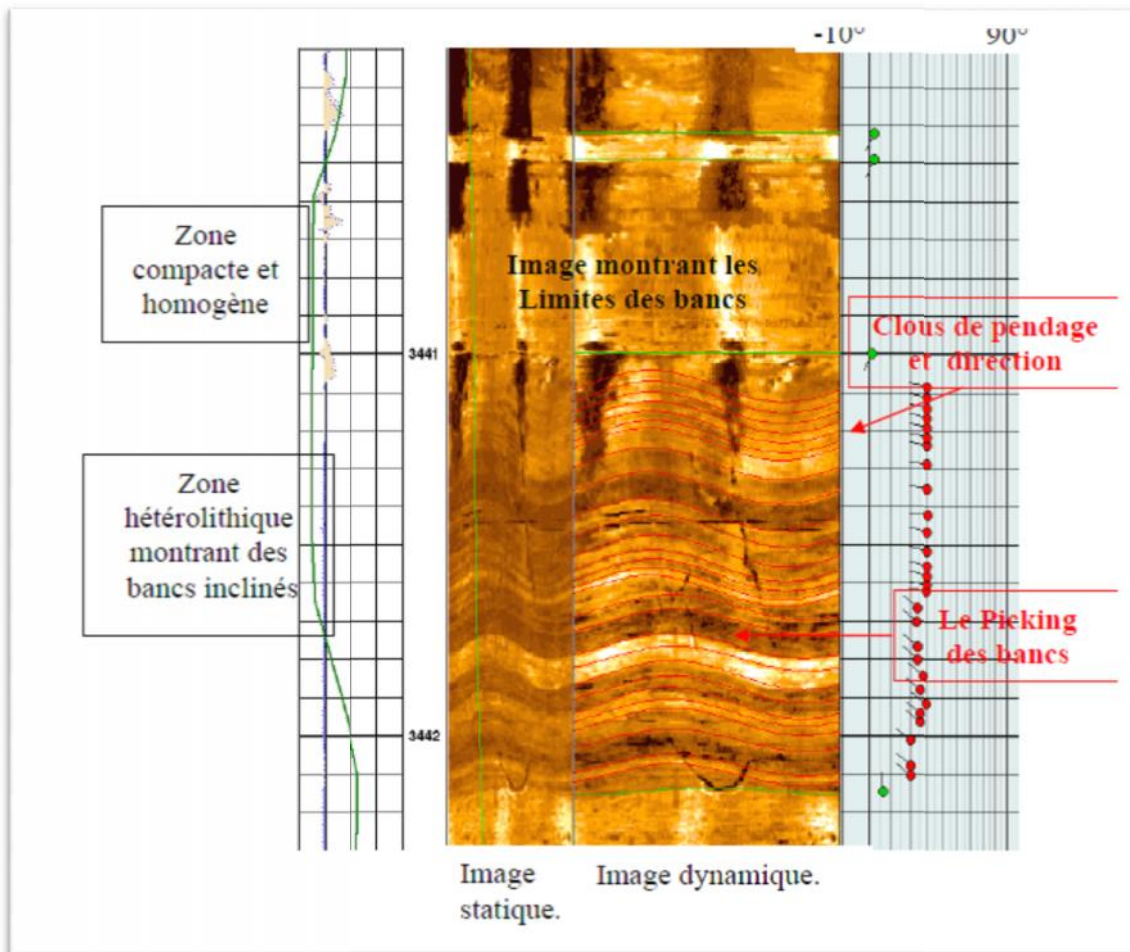 -10° 90°
Zone
compacte et
homogène
Image montrant les
Limites des bancs
Clous de pendage
et direction
3441
Zone
hétérolithique
montrant des
bancs inclinés
Le Picking
des bancs
3442
Image
statique.
Image dynamique.